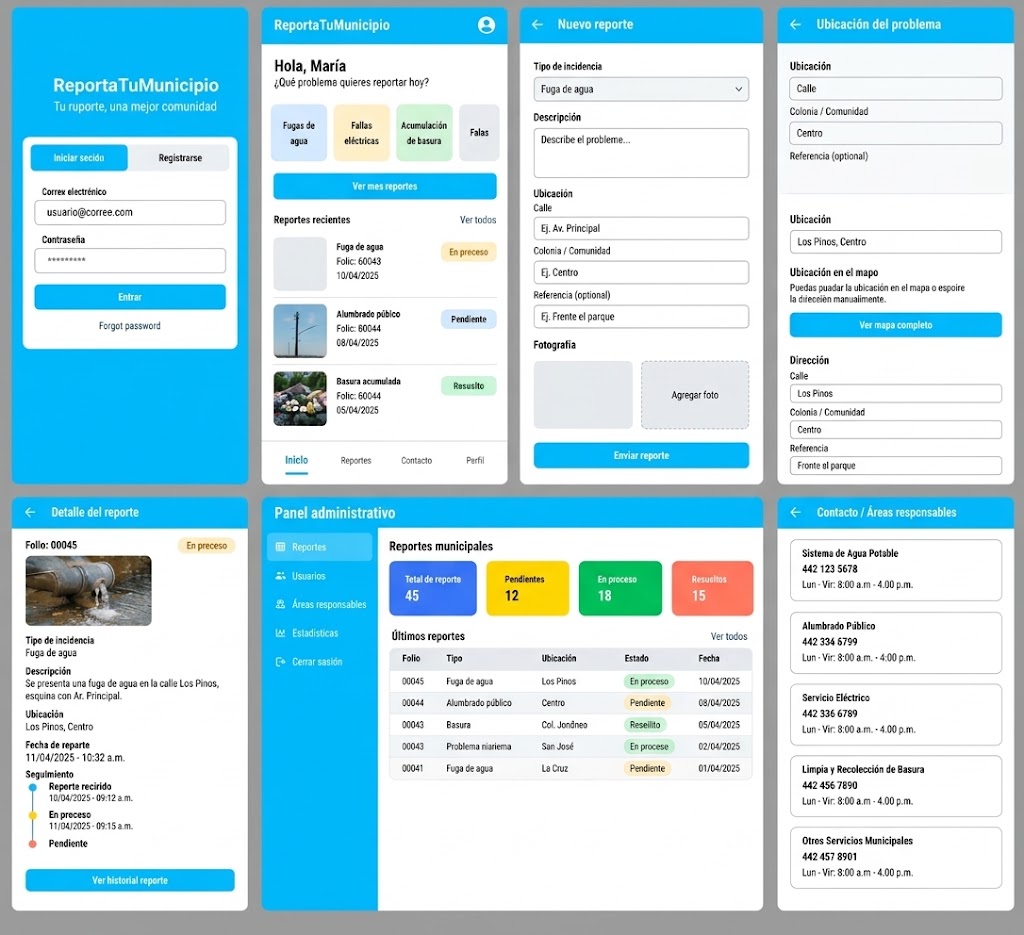 ReportaTuMunicipio
Tu ruporte, una mejor comunidad
Iniciar secido
Registrarse
Correx electrónico
usuario@corree.com
Contraseña
*********
Entrar
Forgot password
ReportaTuMunicipio
Hola, María
¿Qué problema quieres reportar hoy?
Fugas de
agua
Fallas
eléctricas
Acumulación
de basura
Falas
Ver mes reportes
Reportes recientes
Ver todos
Fuga de agua
Folic: 60043
10/04/2025
En proceso
Alumbrado púbico
Folic: 60044
08/04/2025
Pendiente
Basura acumulada
Folic: 60044
05/04/2025
Resuslto
Inicio
Reportes
Contacto
Perfil
Nuevo reporte
Tipo de incidencia
Fuga de agua
Descripción
Describe el probleme...
Ubicación
Calle
Ej. Av. Principal
Colonia / Comunidad
Ej. Centro
Referencia (optional)
Ej. Frente el parque
Fotografia
Agregar foto
Enviar reporte
Ubicación del problema
Ubicación
Calle
Colonia / Comunidad
Centro
Referencia (optional)
Ubicación
Los Pinos, Centro
Ubicación en el mapo
Puedas puadar la ubicación en el mapa o espoire
la direceión manualimente.
Ver mapa completo
Dirección
Calle
Los Pinos
Colonia / Comunidad
Centro
Referencia
Fronte el parque
Detalle del reporte
Follo: 00045
En preceso
Tipo de incidencia
Fuga de agua
Descripción
Se presenta una fuga de agua en la calle Los Pinos,
esquina con Ar. Principal.
Ubicación
Los Pinos, Centro
Fecha de reparte
11/04/2025 - 10:32 a.m.
Seguimiento
Reporte recirido
10/04/2025 - 09:12 a.m.
En proceso
11/04/2025 - 09:15 a.m.
Pendiente
Ver historial reporte
Panel administrativo
Reportes
Usuarios
Áreas responsables
Estadisticas
Cerrar sasión
Reportes municipales
Total de reporte
45
Pendientes
12
En proceso
18
Resueltos
15
Últimos reportes
Ver todos
Folio Tipo Ubicación Estado Fecha
00045 Fuga de agua Los Pinos En proceso 10/04/2025
00044 Alumbrado público Centro Pendiente 08/04/2025
00043 Basura Col. Jonđneo Reseilito 05/04/2025
00043 Problema niariema San José En procese 02/04/2025
00041 Fuga de agua La Cruz Pendiente 01/04/2025
Contacto / Áreas responsables
Sistema de Agua Potable
442 123 5678
Lun - Vir: 8:00 a.m - 4.00 p.m.
Alumbrado Público
442 334 6799
Lun - Vir: 8:00 a.m. - 4:00 p.m.
Servicio Eléctrico
442 336 6789
Lun - Vir: 8:00 a.m. - 4.00 p.m.
Limpia y Recolección de Basura
442 456 7890
Lun - Vir: 8:00 a.m - 4.00 p.m.
Otros Servicios Municipales
442 457 8901
Lun - Vir: 8:00 a.m - 4.00 p.m.